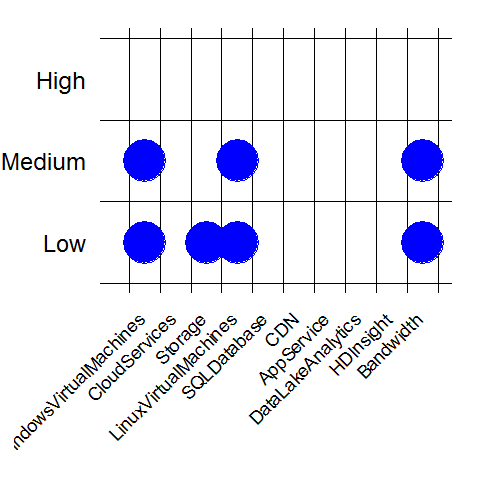 High
Medium
Low
ndowsVirtualMachines
CloudServices
Storage
LinuxVirtualMachines
SQLDatabase
CDN
AppService
DataLakeAnalytics
HDInsight
Bandwidth